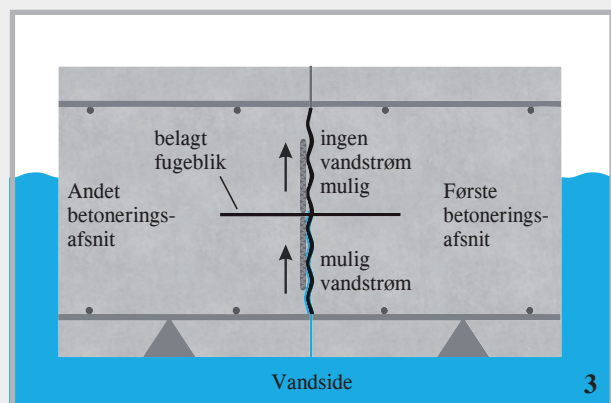 belagt
fugeblik
ingen
vandstrøm
mulig
Andet
betonerings-
afsnit
Første
betonerings-
afsnit
mulig
vandstrøm
Vandside
3